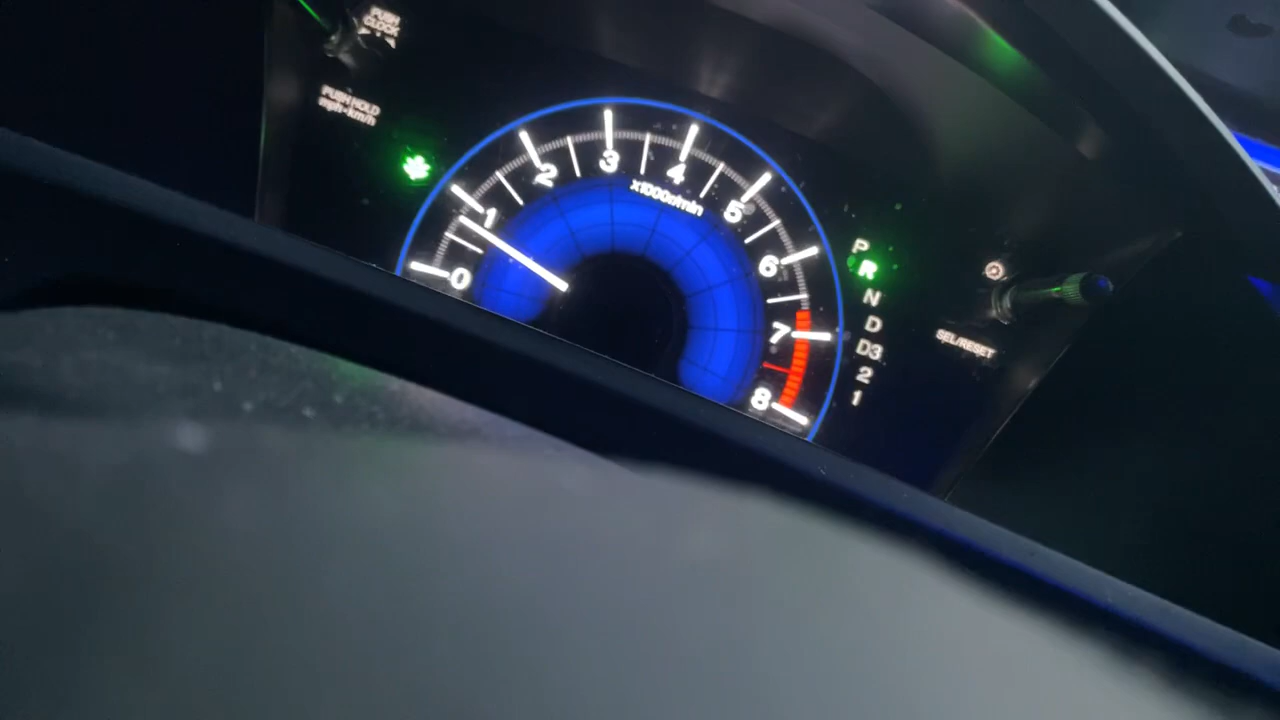 PUSH
CLOCK
PUSH HOLD
mph•km/h
0
1
2
3
4
5
6
7
8
x1000r/min
P
R
N
D
D3
2
1
SEL/RESET